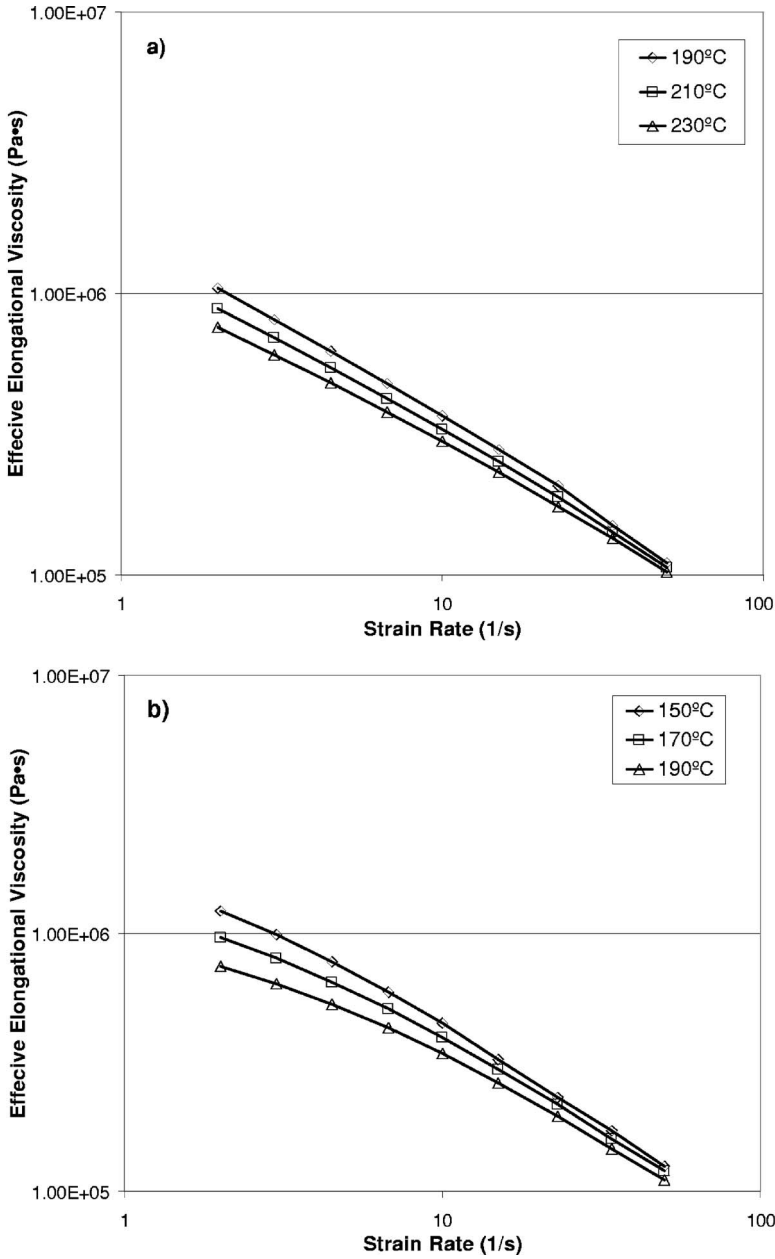 1.00E+07
a)
190ºC
210ºC
230ºC
Effecive Elongational Viscosity (Pa•s)
1.00E+06
1.00E+05
1
10
100
Strain Rate (1/s)
1.00E+07
b)
150ºC
170ºC
190ºC
Effecive Elongational Viscosity (Pa•s)
1.00E+06
1.00E+05
1
10
100
Strain Rate (1/s)